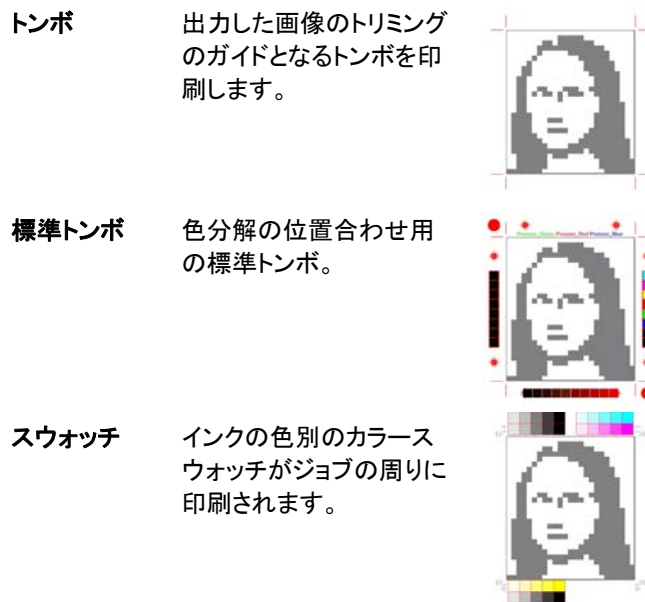 トンボ
出力した画像のトリミング
のガイドとなるトンボを印
刷します。
標準トンボ
色分解の位置合わせ用
の標準トンボ。
Process_Green Process_Red Process_Blue
スウォッチ
インクの色別のカラース
ウォッチがジョブの周りに
印刷されます。